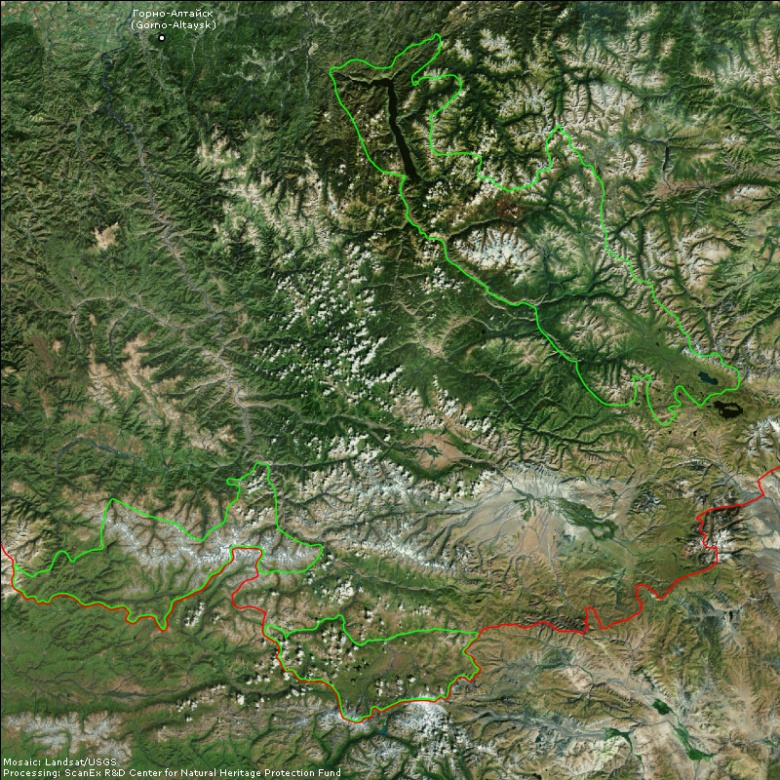 Горно-Алтайск
(Gorno-Altaysk)
Mosaic: Landsat/USGS
Processing: ScanEx R&D Center for Natural Heritage Protection Fund